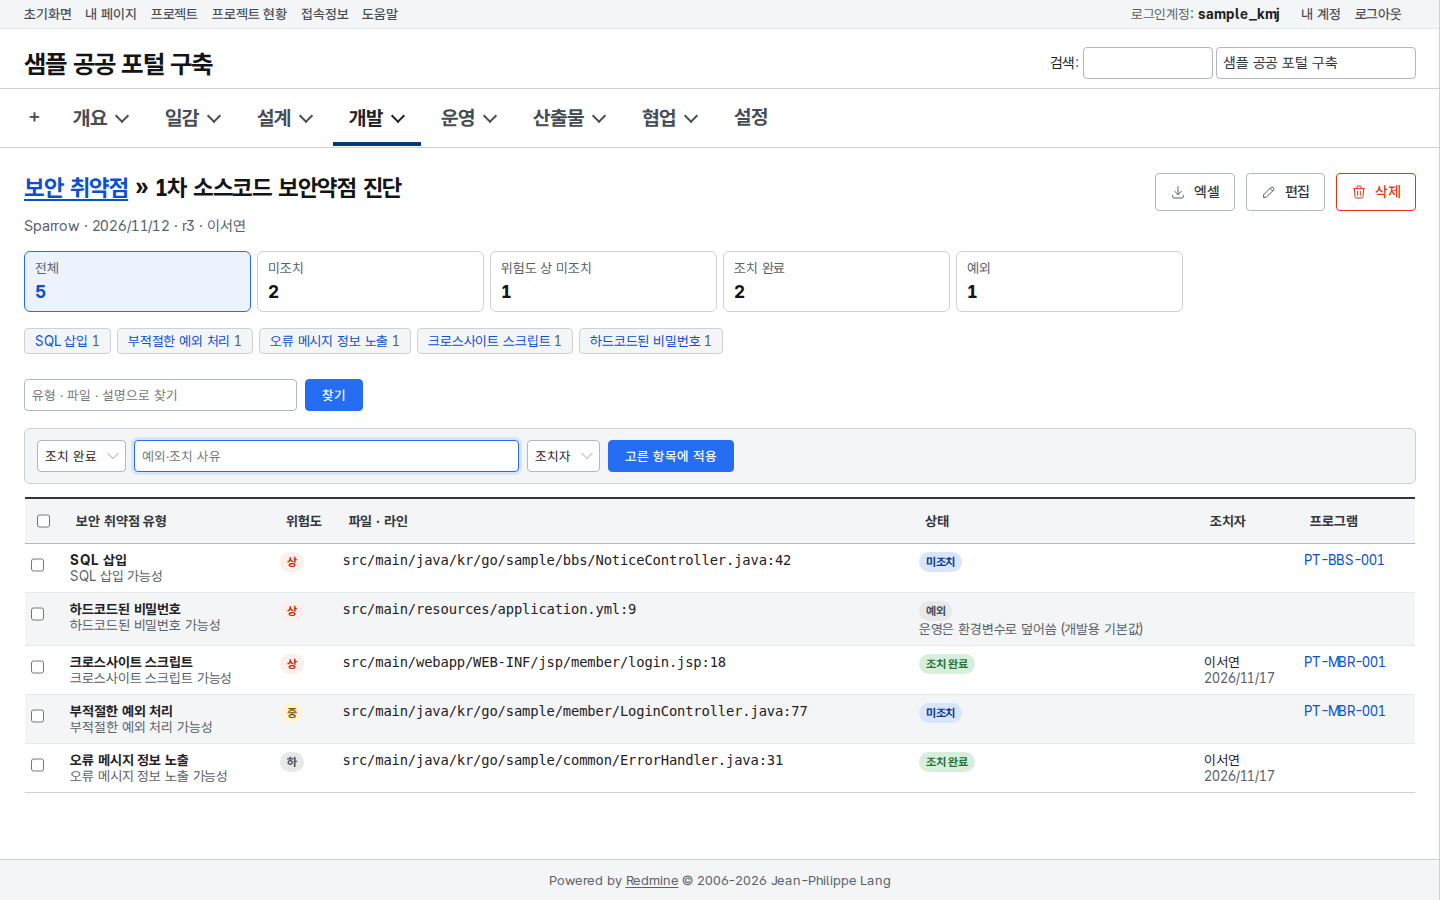 초기화면 내 페이지 프로젝트 프로젝트 현황 접속정보 도움말 로그인계정: sample_kmj 내 계정 로그아웃
샘플 공공 포털 구축 검색: 샘플 공공 포털 구축
+ 개요 일감 설계 개발 운영 산출물 협업 설정
보안 취약점 » 1차 소스코드 보안약점 진단 엑셀 편집 삭제
Sparrow · 2026/11/12 · r3 · 이서연
전체 미조치 위험도 상 미조치 조치 완료 예외
5 2 1 2 1
SQL 삽입 1 부적절한 예외 처리 1 오류 메시지 정보 노출 1 크로스사이트 스크립트 1 하드코드된 비밀번호 1
유형 · 파일 · 설명으로 찾기 찾기
조치 완료 예외·조치 사유 조치자 고른 항목에 적용
보안 취약점 유형 위험도 파일 · 라인 상태 조치자 프로그램
SQL 삽입 상 src/main/java/kr/go/sample/bbs/NoticeController.java:42 미조치 PT-BBS-001
SQL 삽입 가능성
하드코드된 비밀번호 상 src/main/resources/application.yml:9 예외
하드코드된 비밀번호 가능성 운영은 환경변수로 덮어씀 (개발용 기본값)
크로스사이트 스크립트 상 src/main/webapp/WEB-INF/jsp/member/login.jsp:18 조치 완료 이서연 PT-MBR-001
크로스사이트 스크립트 가능성 2026/11/17
부적절한 예외 처리 중 src/main/java/kr/go/sample/member/LoginController.java:77 미조치 PT-MBR-001
부적절한 예외 처리 가능성
오류 메시지 정보 노출 하 src/main/java/kr/go/sample/common/ErrorHandler.java:31 조치 완료 이서연
오류 메시지 정보 노출 가능성 2026/11/17
Powered by Redmine © 2006-2026 Jean-Philippe Lang